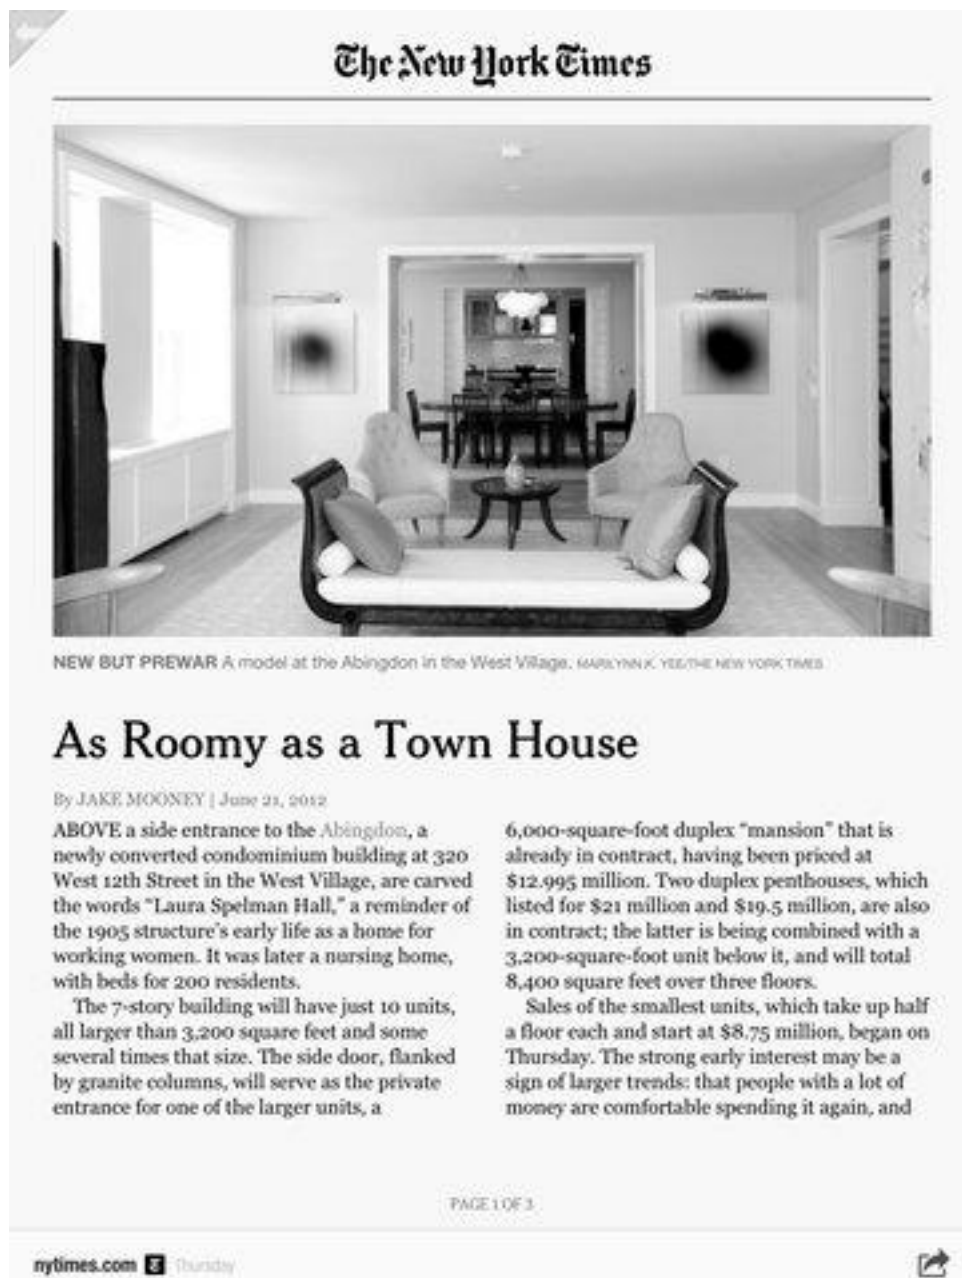 The New York Times
NEW BUT PREWAR A model at the Abingdon in the West Village. MARILYNN K. YEE/THE NEW YORK TIMES
As Roomy as a Town House
By JAKE MOONEY | June 21, 2012
ABOVE a side entrance to the Abingdon, a
newly converted condominium building at 320
West 12th Street in the West Village, are carved
the words “Laura Spelman Hall,” a reminder of
the 1905 structure’s early life as a home for
working women. It was later a nursing home,
with beds for 200 residents.
The 7-story building will have just 10 units,
all larger than 3,200 square feet and some
several times that size. The side door, flanked
by granite columns, will serve as the private
entrance for one of the larger units, a
6,000-square-foot duplex “mansion” that is
already in contract, having been priced at
$12.995 million. Two duplex penthouses, which
listed for $21 million and $19.5 million, are also
in contract; the latter is being combined with a
3,200-square-foot unit below it, and will total
8,400 square feet over three floors.
Sales of the smallest units, which take up half
a floor each and start at $8.75 million, began on
Thursday. The strong early interest may be a
sign of larger trends: that people with a lot of
money are comfortable spending it again, and
PAGE 1 OF 3
nytimes.com Thursday